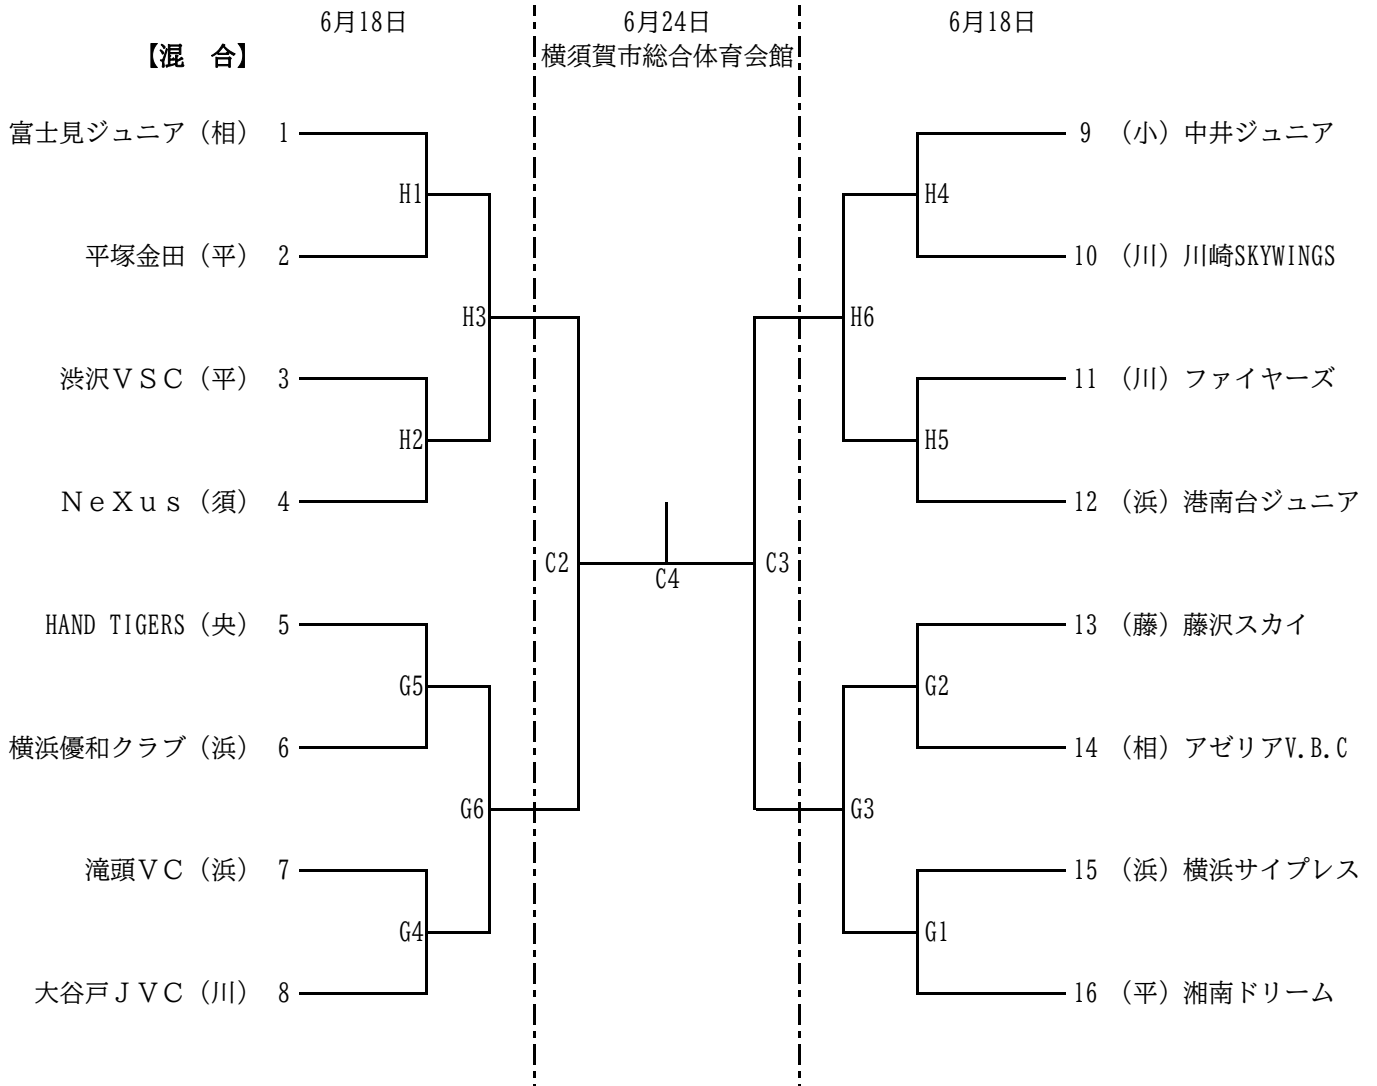 6月18日 6月24日 6月18日
【混　合】 横須賀市総合体育会館
富士見ジュニア（相） 1 9 （小）中井ジュニア
H1 H4
平塚金田（平） 2 10 （川）川崎SKYWINGS
H3 H6
渋沢ＶＳＣ（平） 3 11 （川）ファイヤーズ
H2 H5
ＮｅＸｕｓ（須） 4 12 （浜）港南台ジュニア
C2 C3
C4
HAND TIGERS（央） 5 13 （藤）藤沢スカイ
G5 G2
横浜優和クラブ（浜） 6 14 （相）アゼリアV.B.C
G6 G3
滝頭ＶＣ（浜） 7 15 （浜）横浜サイプレス
G4 G1
大谷戸ＪＶＣ（川） 8 16 （平）湘南ドリーム